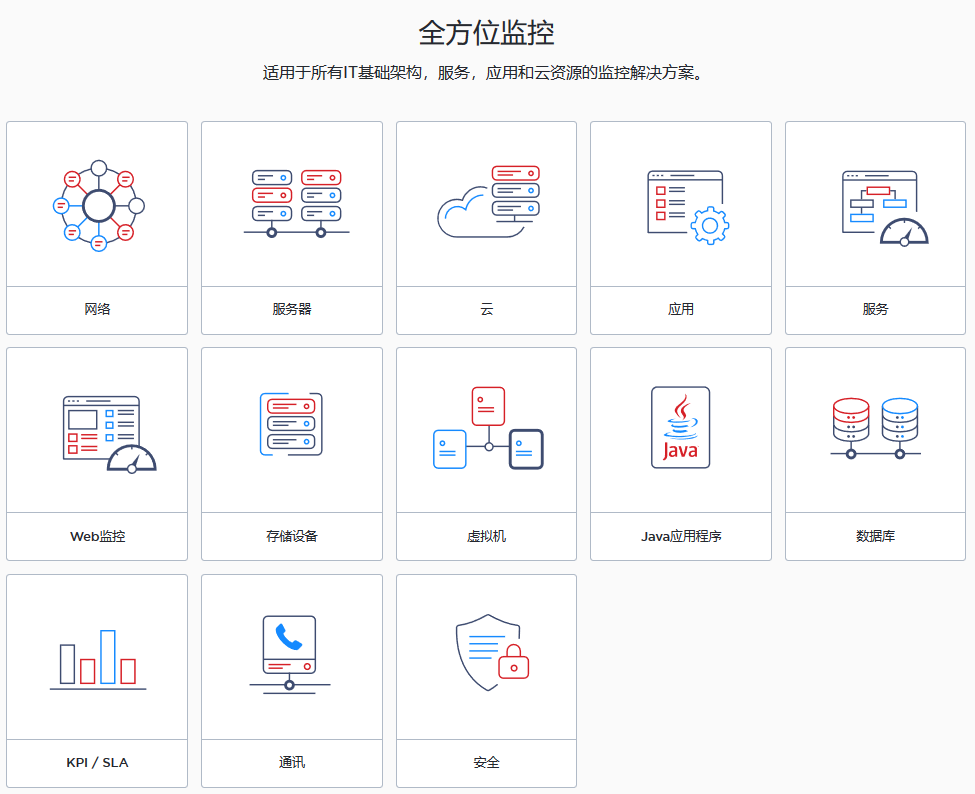 全方位监控
适用于所有IT基础架构，服务，应用和云资源的监控解决方案。
网络
服务器
云
应用
服务
Java
Web监控
存储设备
虚拟机
Java应用程序
数据库
KPI / SLA
通讯
安全